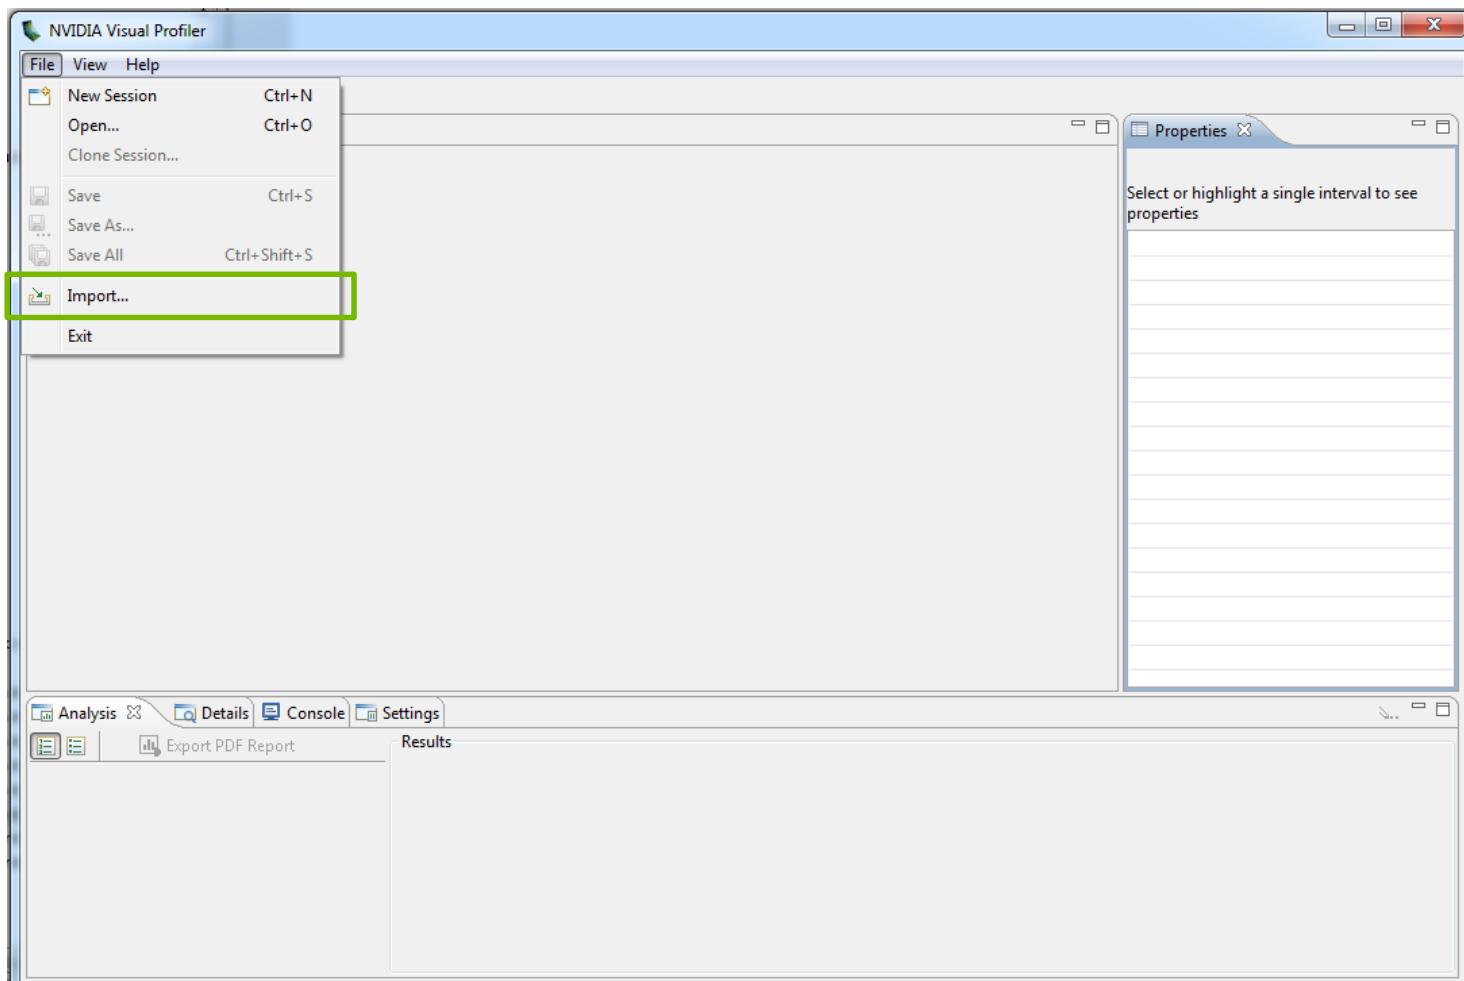 NVIDIA Visual Profiler
File View Help
New Session Ctrl+N
Open... Ctrl+O
Clone Session...
Save Ctrl+S
Save As...
Save All Ctrl+Shift+S
Import...
Exit
Properties
Select or highlight a single interval to see
properties
Analysis Details Console Settings
Export PDF Report
Results